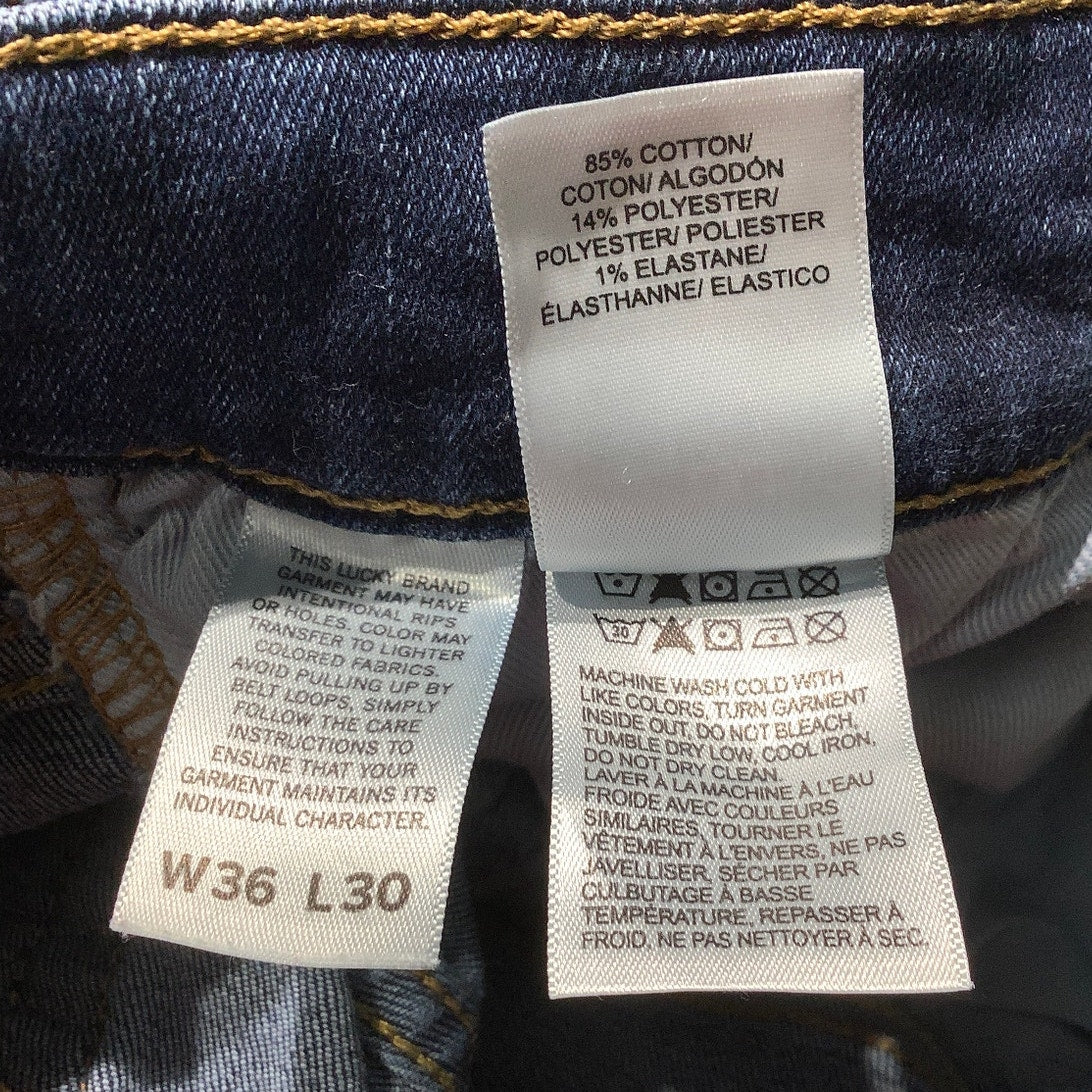 85% COTTON/
COTON/ ALGODÓN
14% POLYESTER/
POLYESTER/ POLIESTER
1% ELASTANE/
ÉLASTHANNE/ ELASTICO
THIS LUCKY BRAND
GARMENT MAY HAVE
INTENTIONAL RIPS
OR HOLES. COLOR MAY
TRANSFER TO LIGHTER
COLORED FABRICS.
AVOID PULLING UP BY
BELT LOOPS, SIMPLY
FOLLOW THE CARE
INSTRUCTIONS TO
ENSURE THAT YOUR
GARMENT MAINTAINS ITS
INDIVIDUAL CHARACTER.
W36 L30
30
MACHINE WASH COLD WITH
LIKE COLORS, TURN GARMENT
INSIDE OUT, DO NOT BLEACH,
TUMBLE DRY LOW, COOL IRON,
DO NOT DRY CLEAN.
LAVER À LA MACHINE À L'EAU
FROIDE AVEC COULEURS
SIMILAIRES, TOURNER LE
VÊTEMENT À L'ENVERS, NE PAS
JAVELLISER, SÉCHER PAR
CULBUTAGE À BASSE
TEMPÉRATURE, REPASSER À
FROID, NE PAS NETTOYER À SEC.